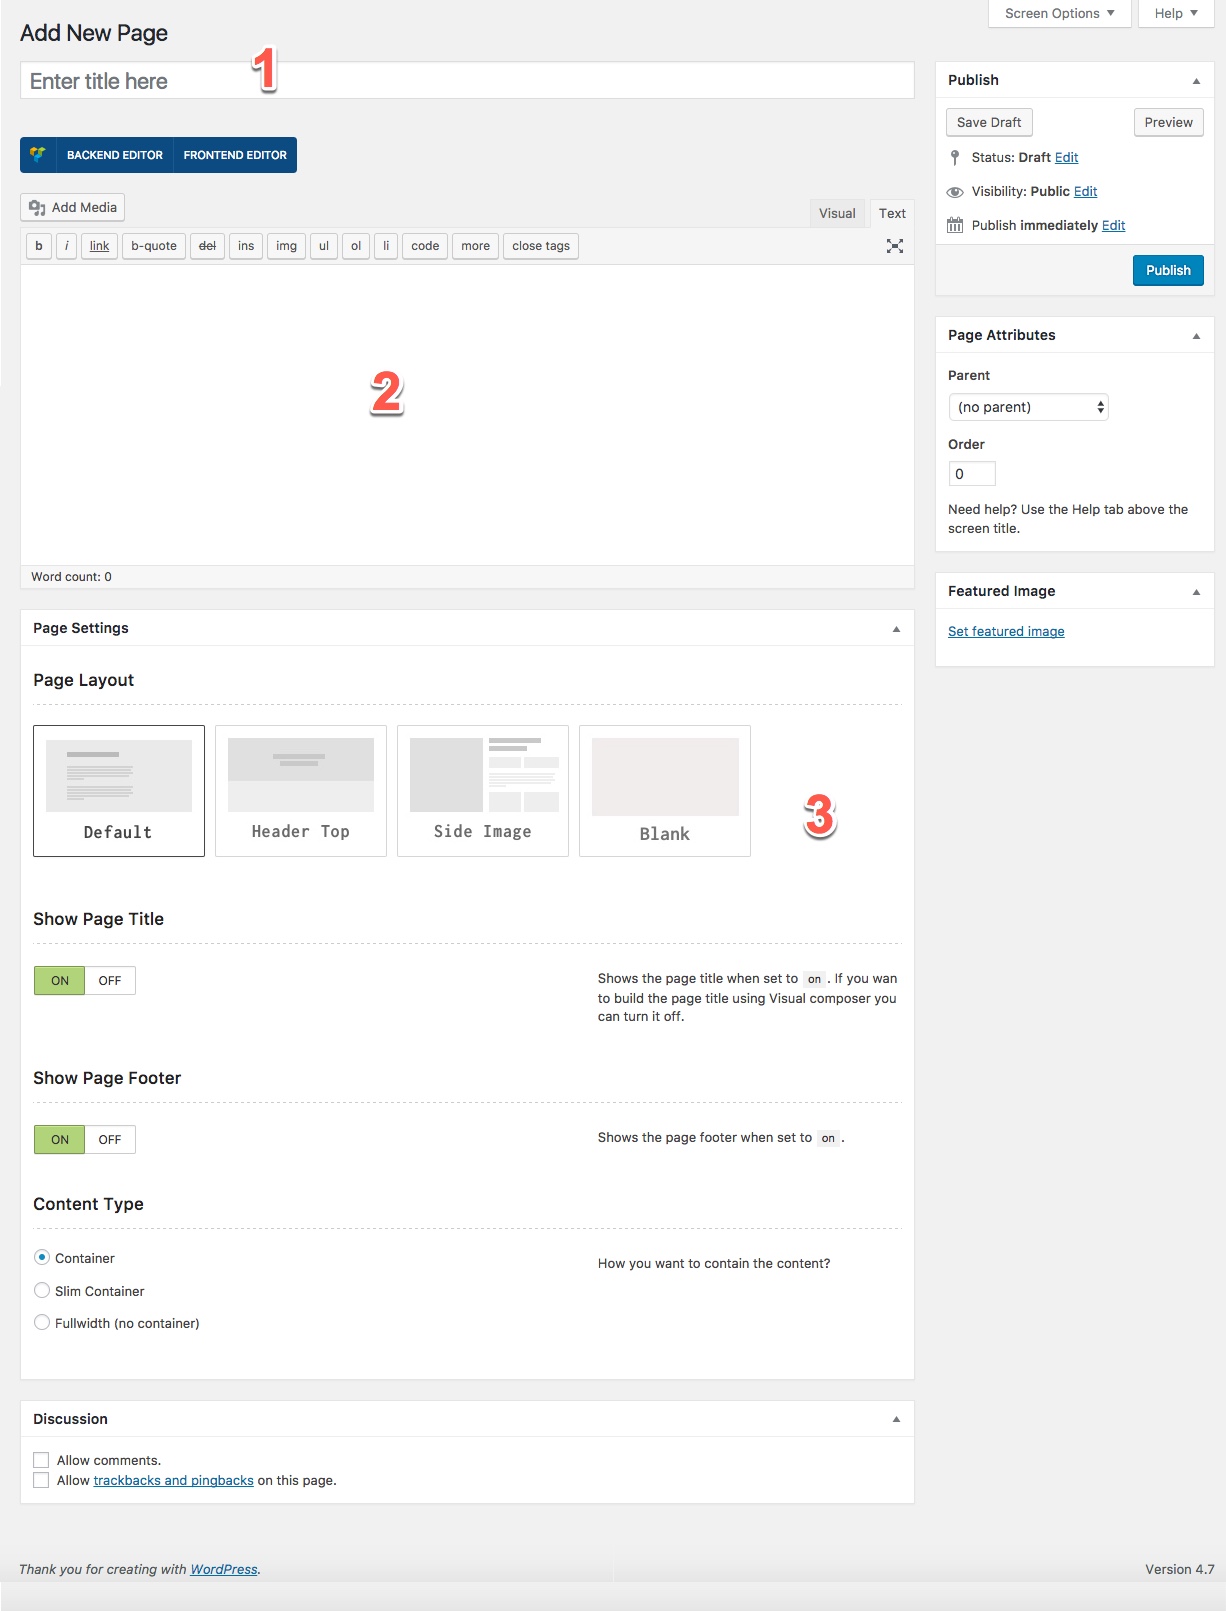 Screen Options ▼
Help ▼
Add New Page
1
Enter title here
BACKEND EDITOR
FRONTEND EDITOR
Add Media
Visual
Text
b
i
link
b-quote
del
ins
img
ul
ol
li
code
more
close tags
2
Word count: 0
Page Settings
Page Layout
Default
Header Top
Side Image
Blank
3
Show Page Title
ON
OFF
Shows the page title when set to on . If you wan
to build the page title using Visual composer you
can turn it off.
Show Page Footer
ON
OFF
Shows the page footer when set to on .
Content Type
Container
Slim Container
Fullwidth (no container)
How you want to contain the content?
Discussion
Allow comments.
Allow trackbacks and pingbacks on this page.
Publish
Save Draft
Preview
Status: Draft Edit
Visibility: Public Edit
Publish immediately Edit
Publish
Page Attributes
Parent
(no parent)
Order
0
Need help? Use the Help tab above the
screen title.
Featured Image
Set featured image
Thank you for creating with WordPress.
Version 4.7